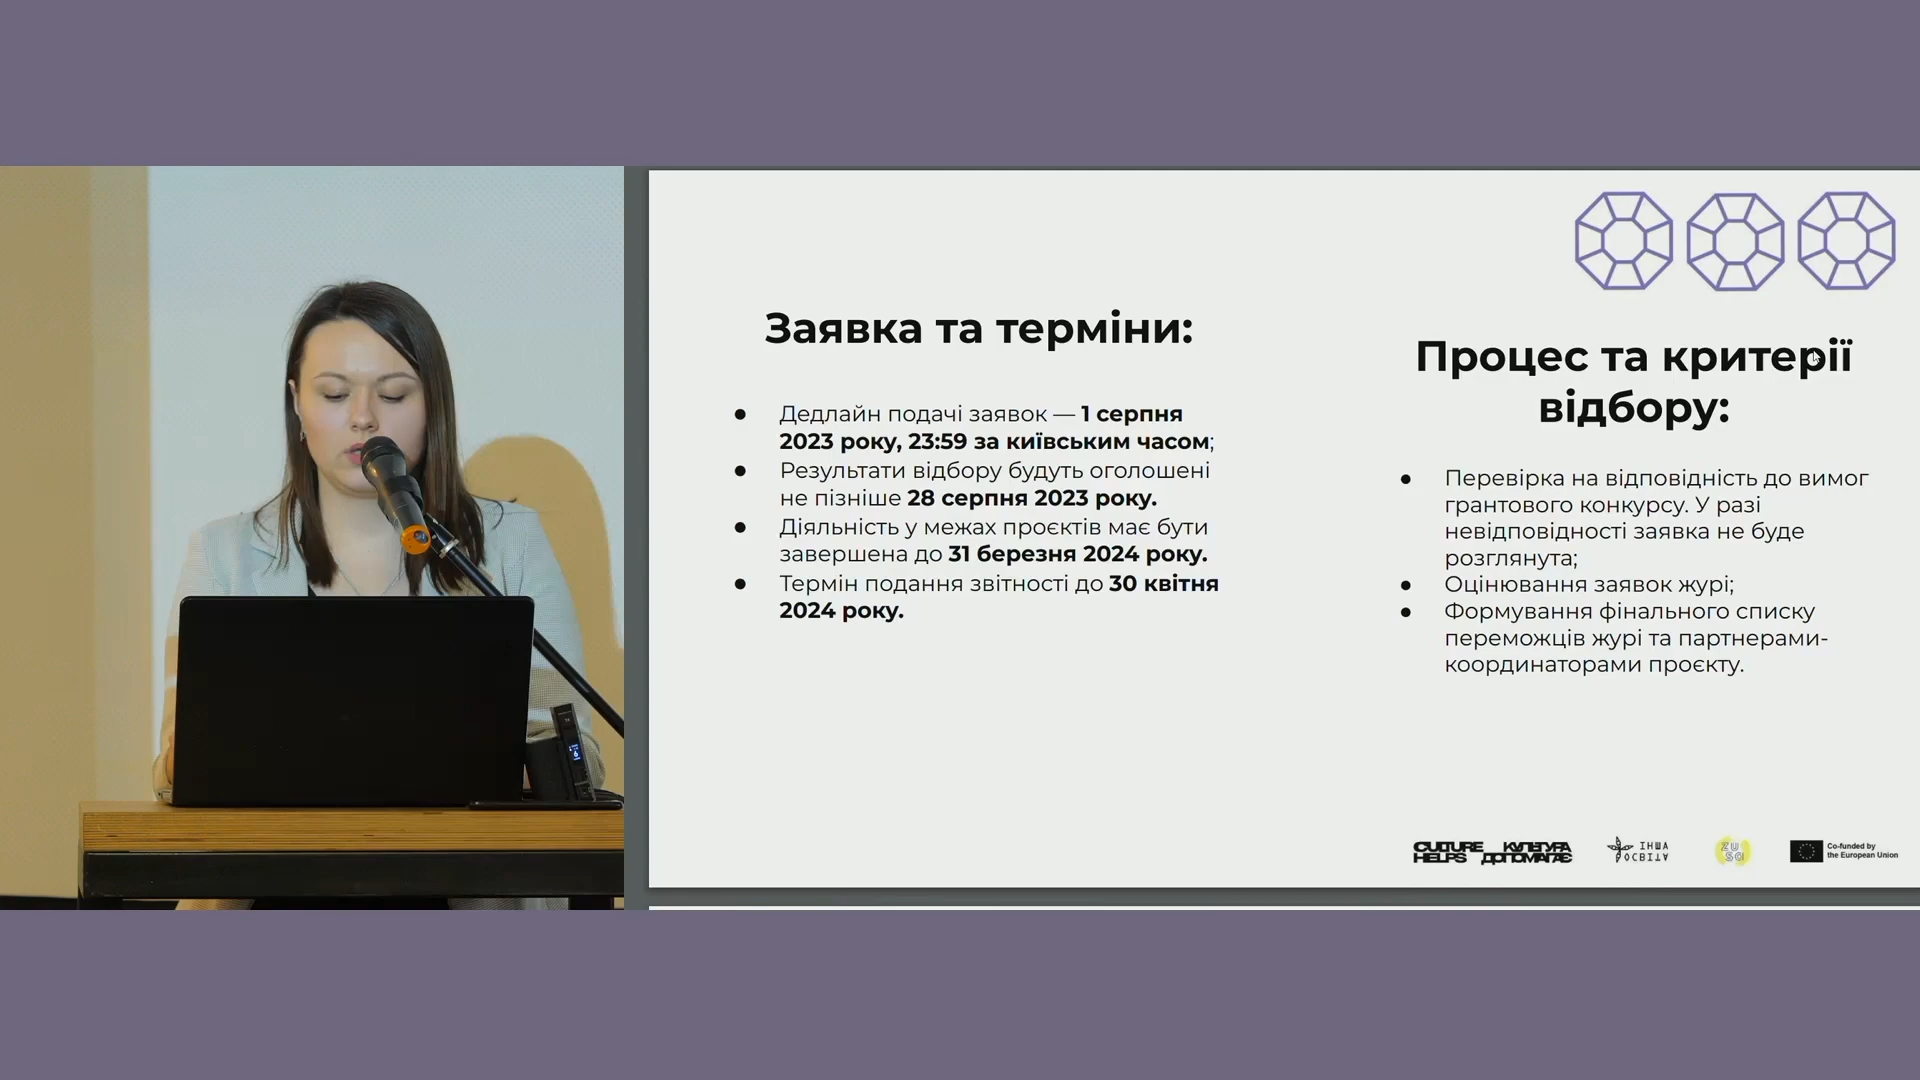 Заявка та терміни:
● Дедлайн подачі заявок — 1 серпня
2023 року, 23:59 за київським часом;
● Результати відбору будуть оголошені
не пізніше 28 серпня 2023 року.
● Діяльність у межах проєктів має бути
завершена до 31 березня 2024 року.
● Термін подання звітності до 30 квітня
2024 року.
Процес та критерії
відбору:
● Перевірка на відповідність до вимог
грантового конкурсу. У разі
невідповідності заявка не буде
розглянута;
● Оцінювання заявок журі;
● Формування фінального списку
переможців журі та партнерами-
координаторами проєкту.
CULTURE
HELPS
КУЛЬТУРА
ДОПОМАГАЄ
ІНША
ОСВІТА
ZU
SA
Co-funded by
the European Union